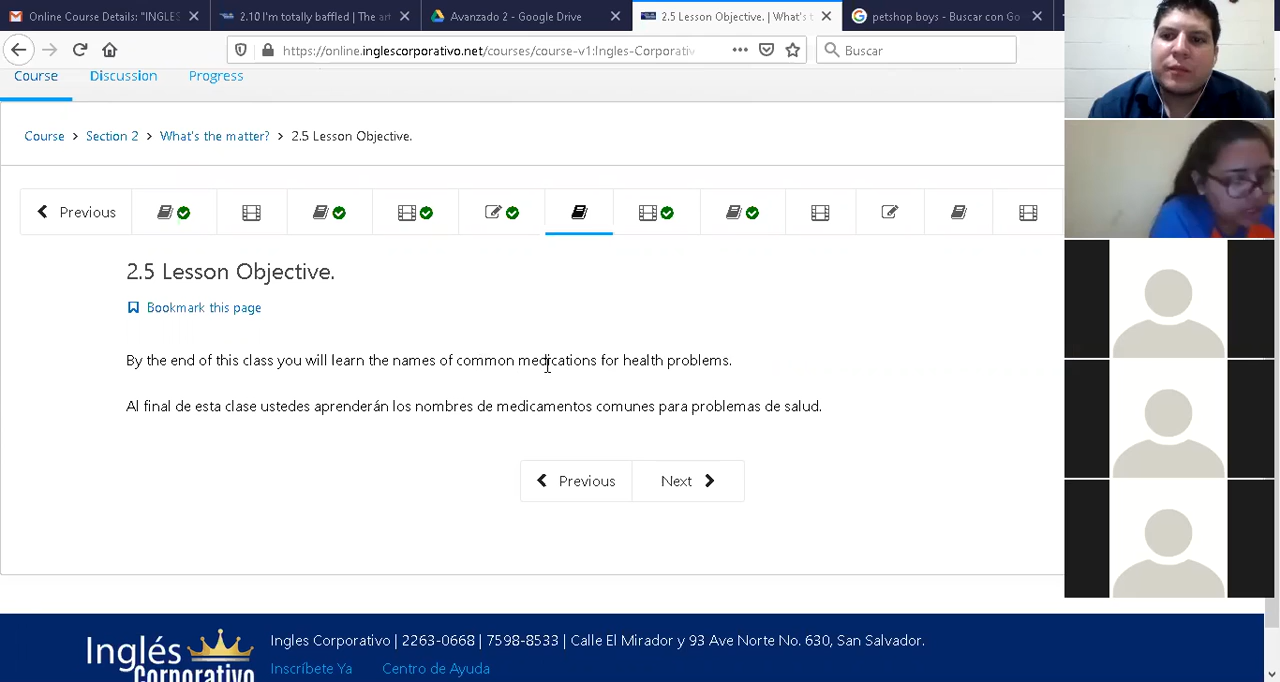 Online Course Details: "INGLES
2.10 I'm totally baffled | The art
Avanzado 2 - Google Drive
2.5 Lesson Objective. | What's t
petshop boys - Buscar con Go
https://online.inglescorporativo.net/courses/course-v1:Ingles-Corporativ
Buscar
Course
Discussion
Progress
Course > Section 2 > What's the matter? > 2.5 Lesson Objective.
Previous
2.5 Lesson Objective.
Bookmark this page
By the end of this class you will learn the names of common medications for health problems.
Al final de esta clase ustedes aprenderán los nombres de medicamentos comunes para problemas de salud.
Previous
Next
Inglés
Corporativo
Ingles Corporativo | 2263-0668 | 7598-8533 | Calle El Mirador y 93 Ave Norte No. 630, San Salvador.
Inscríbete Ya
Centro de Ayuda